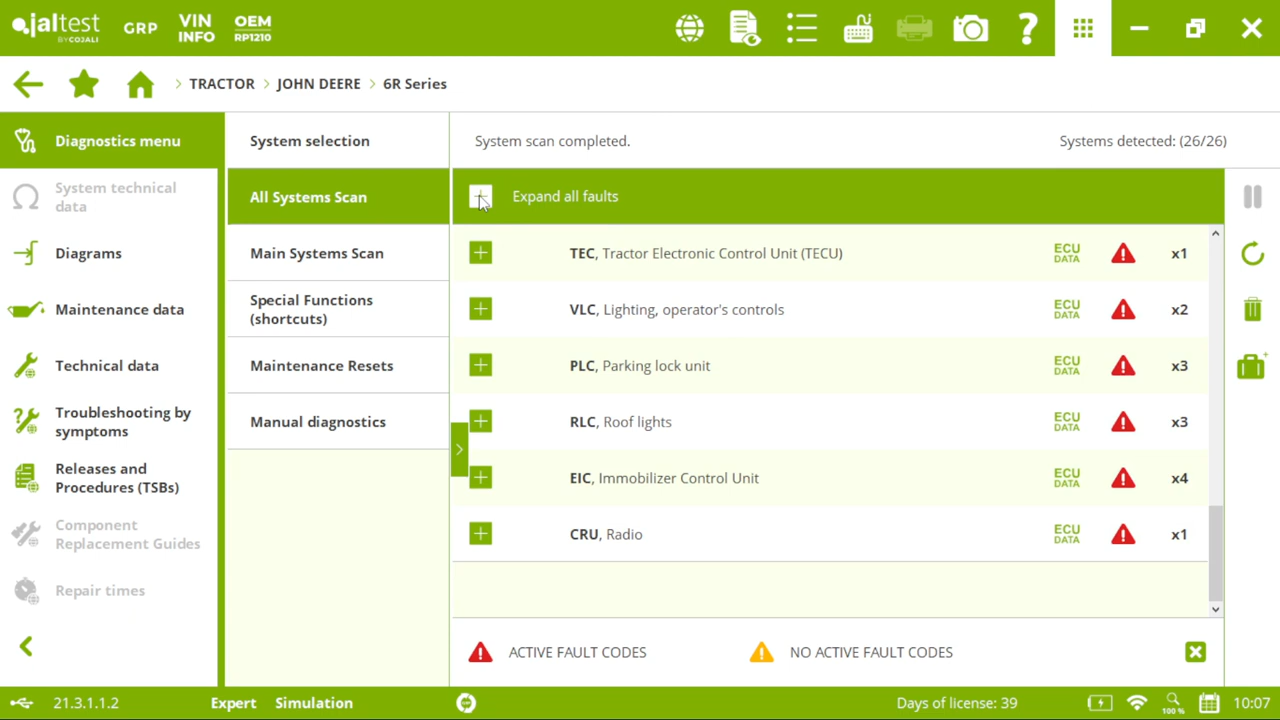 jaltest
BY COJALI
GRP
VIN
INFO
OEM
RP1210
> TRACTOR > JOHN DEERE > 6R Series
Diagnostics menu
System technical
data
Diagrams
Maintenance data
Technical data
Troubleshooting by
symptoms
Releases and
Procedures (TSBs)
Component
Replacement Guides
Repair times
System selection
All Systems Scan
Main Systems Scan
Special Functions
(shortcuts)
Maintenance Resets
Manual diagnostics
System scan completed.
Systems detected: (26/26)
Expand all faults
TEC, Tractor Electronic Control Unit (TECU) ECU DATA x1
VLC, Lighting, operator's controls ECU DATA x2
PLC, Parking lock unit ECU DATA x3
RLC, Roof lights ECU DATA x3
EIC, Immobilizer Control Unit ECU DATA x4
CRU, Radio ECU DATA x1
ACTIVE FAULT CODES
NO ACTIVE FAULT CODES
21.3.1.1.2
Expert
Simulation
Days of license: 39
100 %
10:07